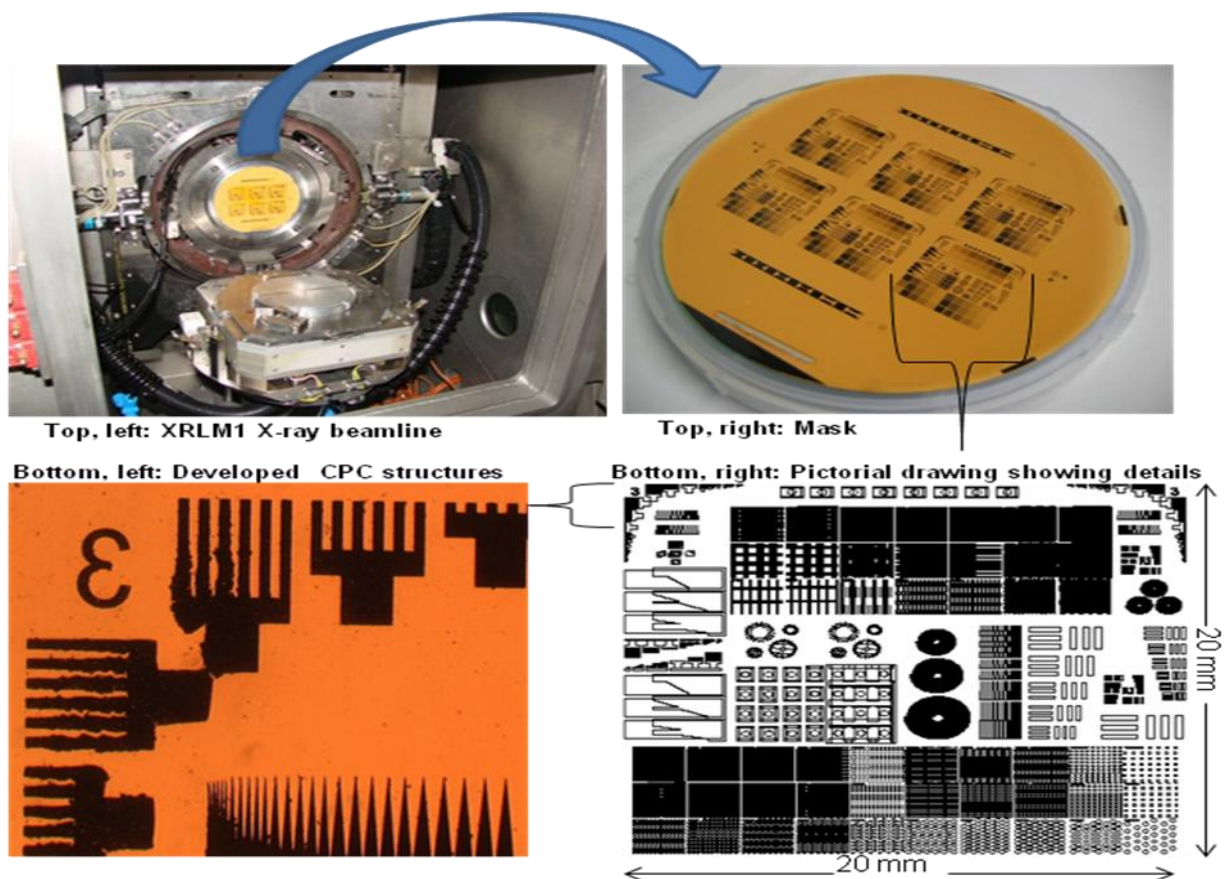 Top, left: XRLM1 X-ray beamline
Top, right: Mask
Bottom, left: Developed CPC structures
Bottom, right: Pictorial drawing showing details
3
3
3
20 mm
20 mm